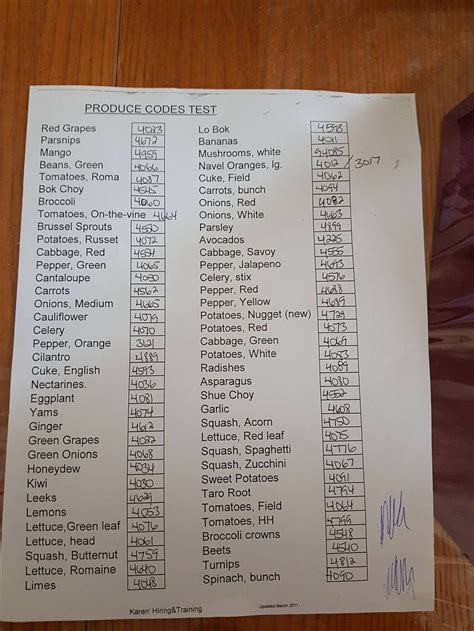 PRODUCE CODES TEST
Red Grapes 4023
Parsnips 4672
Mango 4959
Beans, Green 4066
Tomatoes, Roma 4087
Bok Choy 4545
Broccoli 4060
Tomatoes, On-the-vine 4664
Brussel Sprouts 4550
Potatoes, Russet 4072
Cabbage, Red 4554
Pepper, Green 4065
Cantaloupe 4050
Carrots 4562
Onions, Medium 4665
Cauliflower 4079
Celery 4070
Pepper, Orange 3121
Cilantro 4889
Cuke, English 4593
Nectarines. 4036
Eggplant 4081
Yams 4074
Ginger 4612
Green Grapes 4022
Green Onions 4068
Honeydew 4034
Kiwi 4030
Leeks 4629
Lemons 4053
Lettuce,Green leaf 4076
Lettuce, head 4061
Squash, Butternut 4759
Lettuce, Romaine 4640
Limes 4048
Lo Bok 4598
Bananas 4011
Mushrooms, white 94085
Navel Oranges, lg. 4012 / 3017
Cuke, Field 4062
Carrots, bunch 4094
Onions, Red 4082
Onions, White 4663
Parsley 4899
Avocados 4225
Cabbage, Savoy 4555
Pepper, Jalapeno 4693
Celery, stix 4576
Pepper, Red 4688
Pepper, Yellow 4689
Potatoes, Nugget (new) 4729
Potatoes, Red 4073
Cabbage, Green 4069
Potatoes, White 4083
Radishes 4089
Asparagus 4080
Shue Choy 4552
Garlic 4608
Squash, Acorn 4750
Lettuce, Red leaf 4075
Squash, Spaghetti 4776
Squash, Zucchini 4067
Sweet Potatoes 4091
Taro Root 4794
Tomatoes, Field 4064
Tomatoes, HH 4799
Broccoli crowns 4548
Beets 4540
Turnips 4812
Spinach, bunch 4090
Karen' Hiring&Training
Updated March 2011